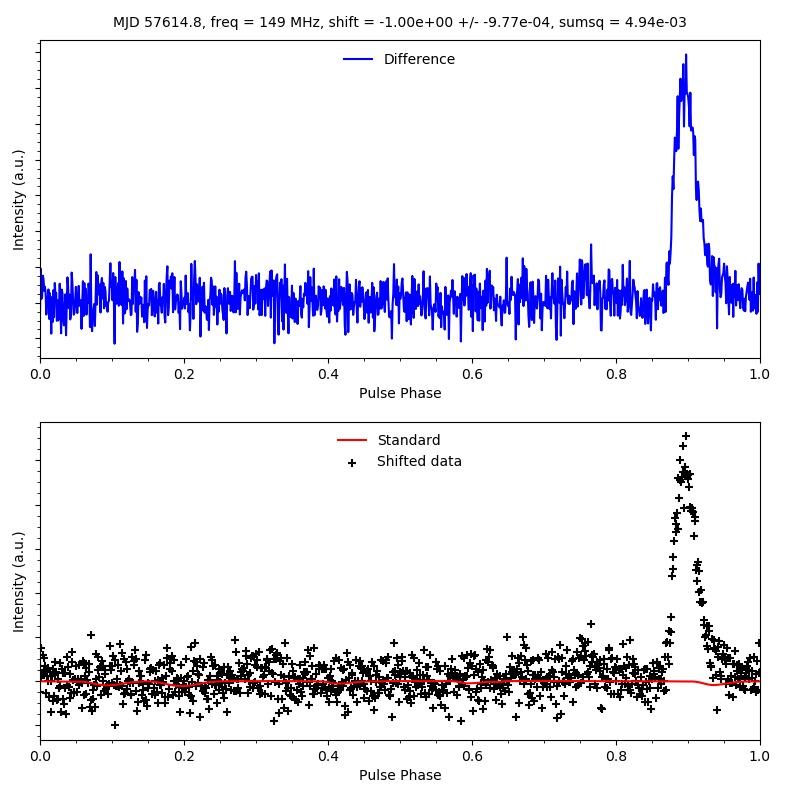 MJD 57614.8, freq = 149 MHz, shift = -1.00e+00 +/- -9.77e-04, sumsq = 4.94e-03
Difference
Intensity (a.u.)
0.0 0.2 0.4 0.6 0.8 1.0
Pulse Phase
Standard
Shifted data
Intensity (a.u.)
0.0 0.2 0.4 0.6 0.8 1.0
Pulse Phase